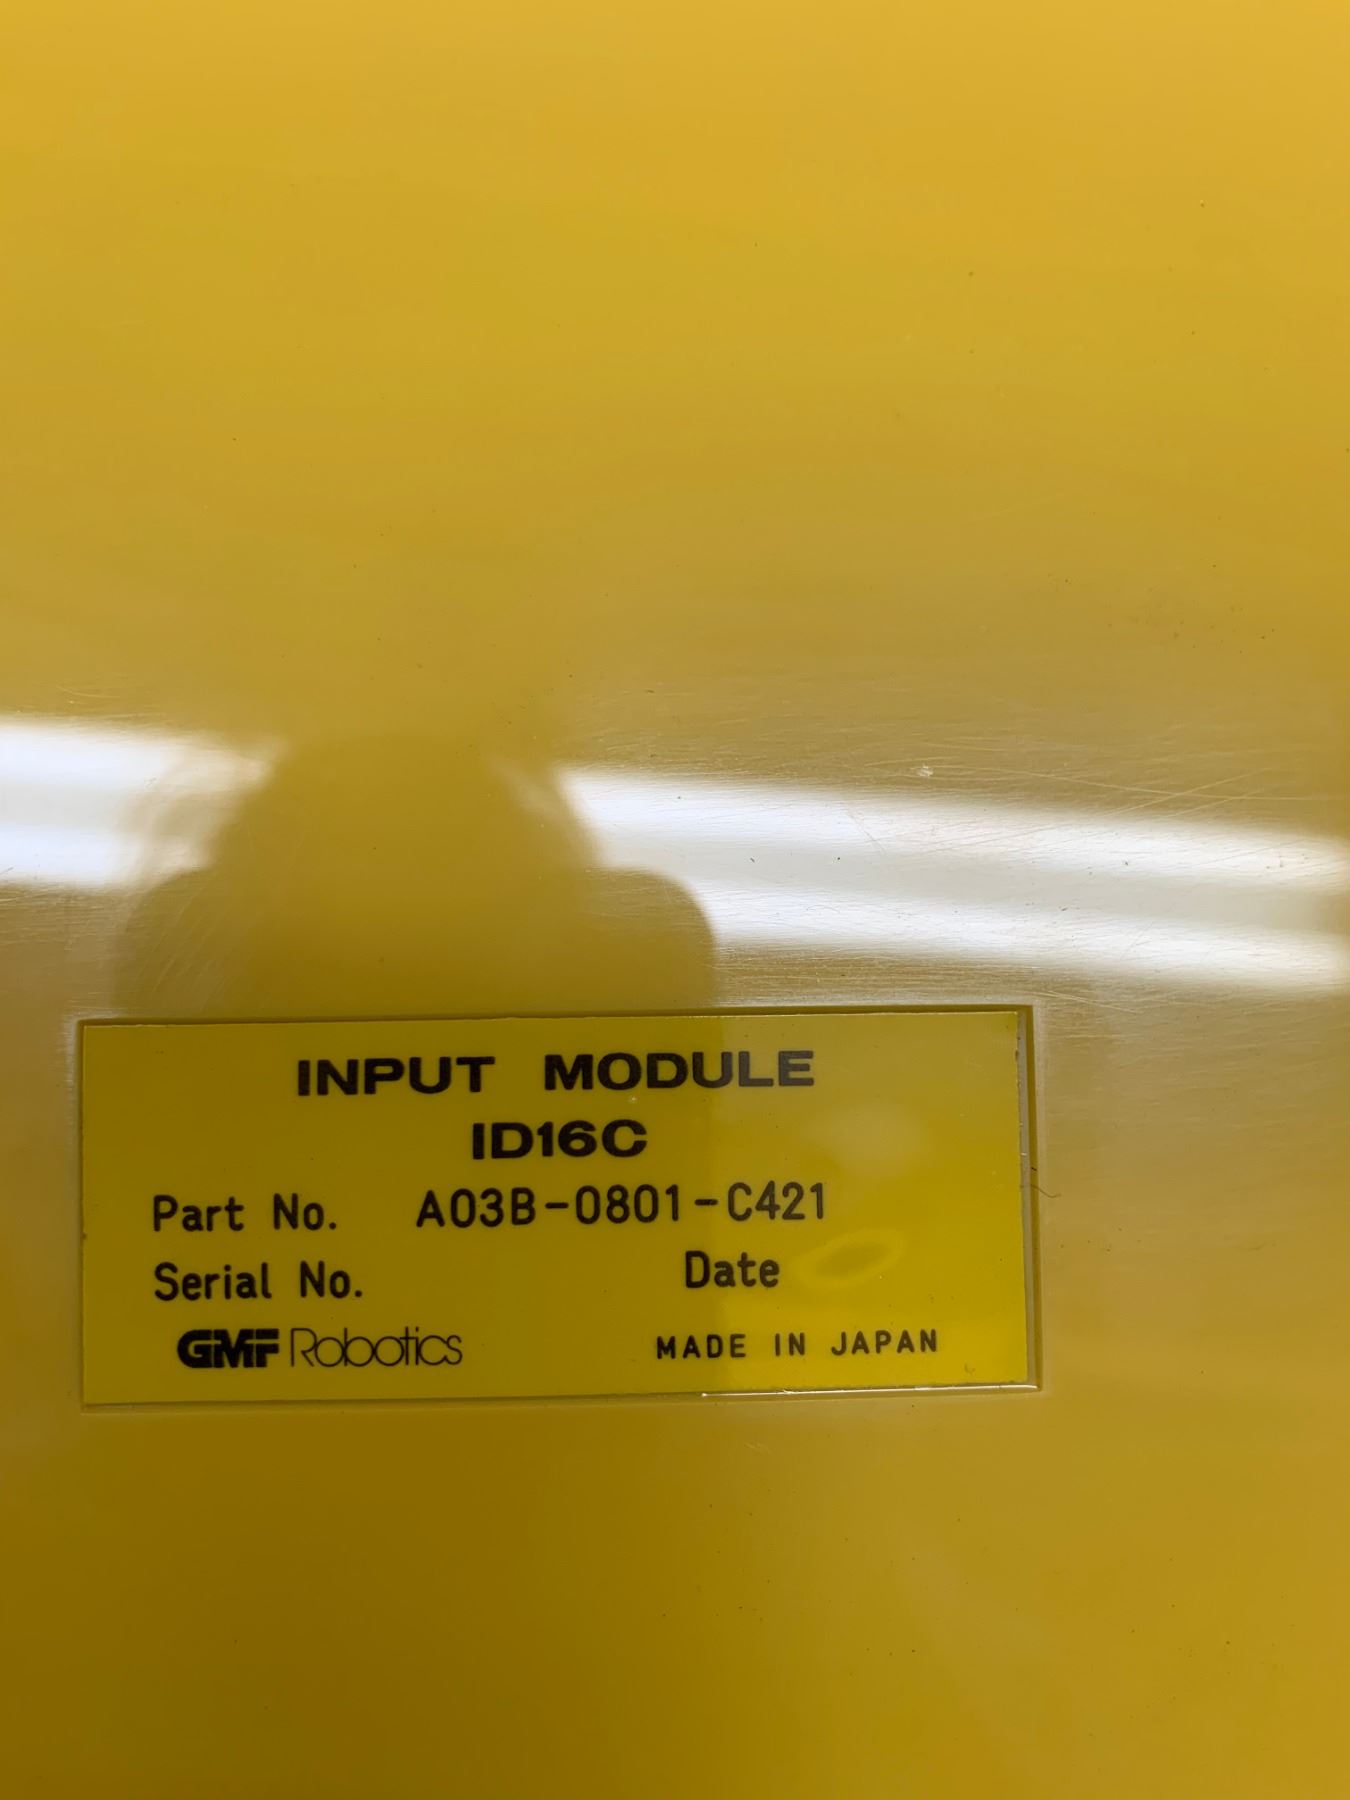 INPUT MODULE
ID16C
Part No. A03B-0801-C421
Serial No. Date
GMF Robotics MADE IN JAPAN